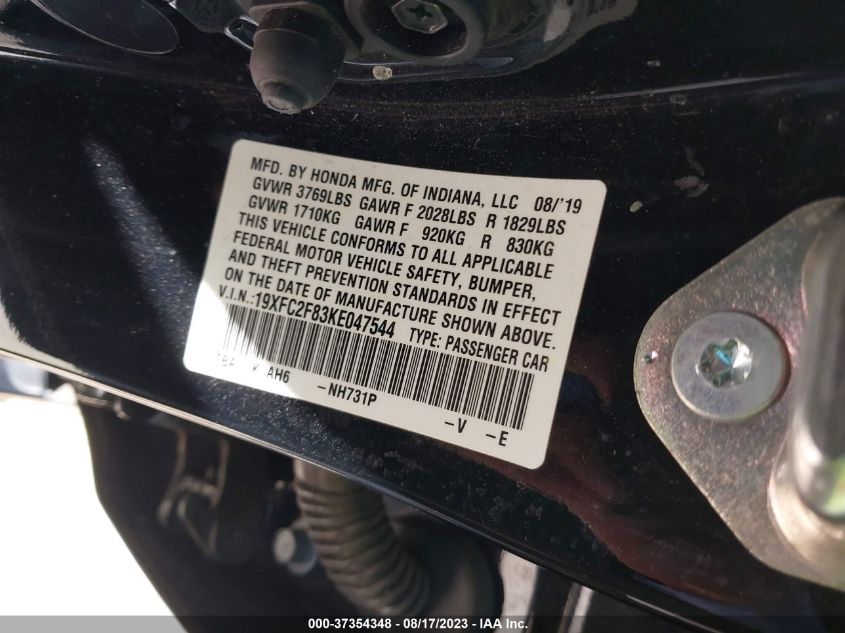 MFD. BY HONDA MFG. OF INDIANA, LLC 08/'19
GVWR 3769LBS GAWR F 2028LBS R 1829LBS
GVWR 1710KG GAWR F 920KG R 830KG
THIS VEHICLE CONFORMS TO ALL APPLICABLE
FEDERAL MOTOR VEHICLE SAFETY, BUMPER,
AND THEFT PREVENTION STANDARDS IN EFFECT
ON THE DATE OF MANUFACTURE SHOWN ABOVE.
V.I.N.:19XFC2F83KE047544 TYPE: PASSENGER CAR
AH6 -NH731P -V -E
000-37354348 - 08/17/2023 - IAA Inc.